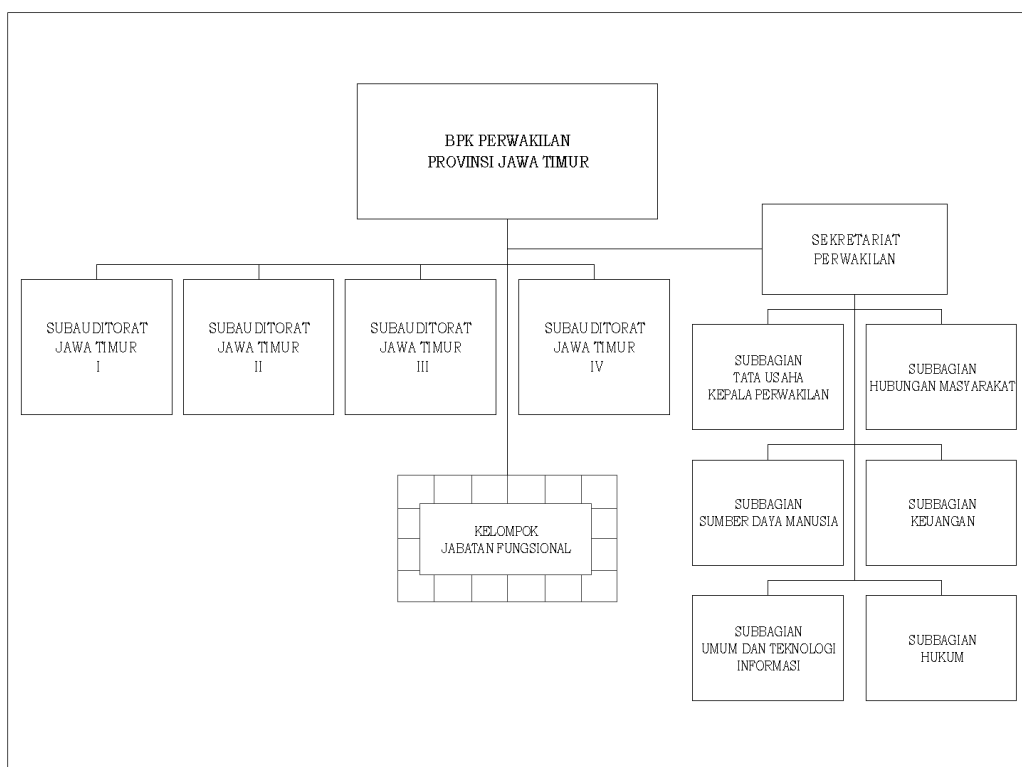 BPK PERWAKILAN
PROVINSI JAWA TIMUR
SEKRETARIAT
PERWAKILAN
SUBAUDITORAT
JAWA TIMUR
I
SUBAUDITORAT
JAWA TIMUR
II
SUBAUDITORAT
JAWA TIMUR
III
SUBAUDITORAT
JAWA TIMUR
IV
SUBBAGIAN
TATA USAHA
KEPALA PERWAKILAN
SUBBAGIAN
HUBUNGAN MASYARAKAT
SUBBAGIAN
SUMBER DAYA MANUSIA
SUBBAGIAN
KEUANGAN
KELOMPOK
JABATAN FUNGSIONAL
SUBBAGIAN
UMUM DAN TEKNOLOGI
INFORMASI
SUBBAGIAN
HUKUM